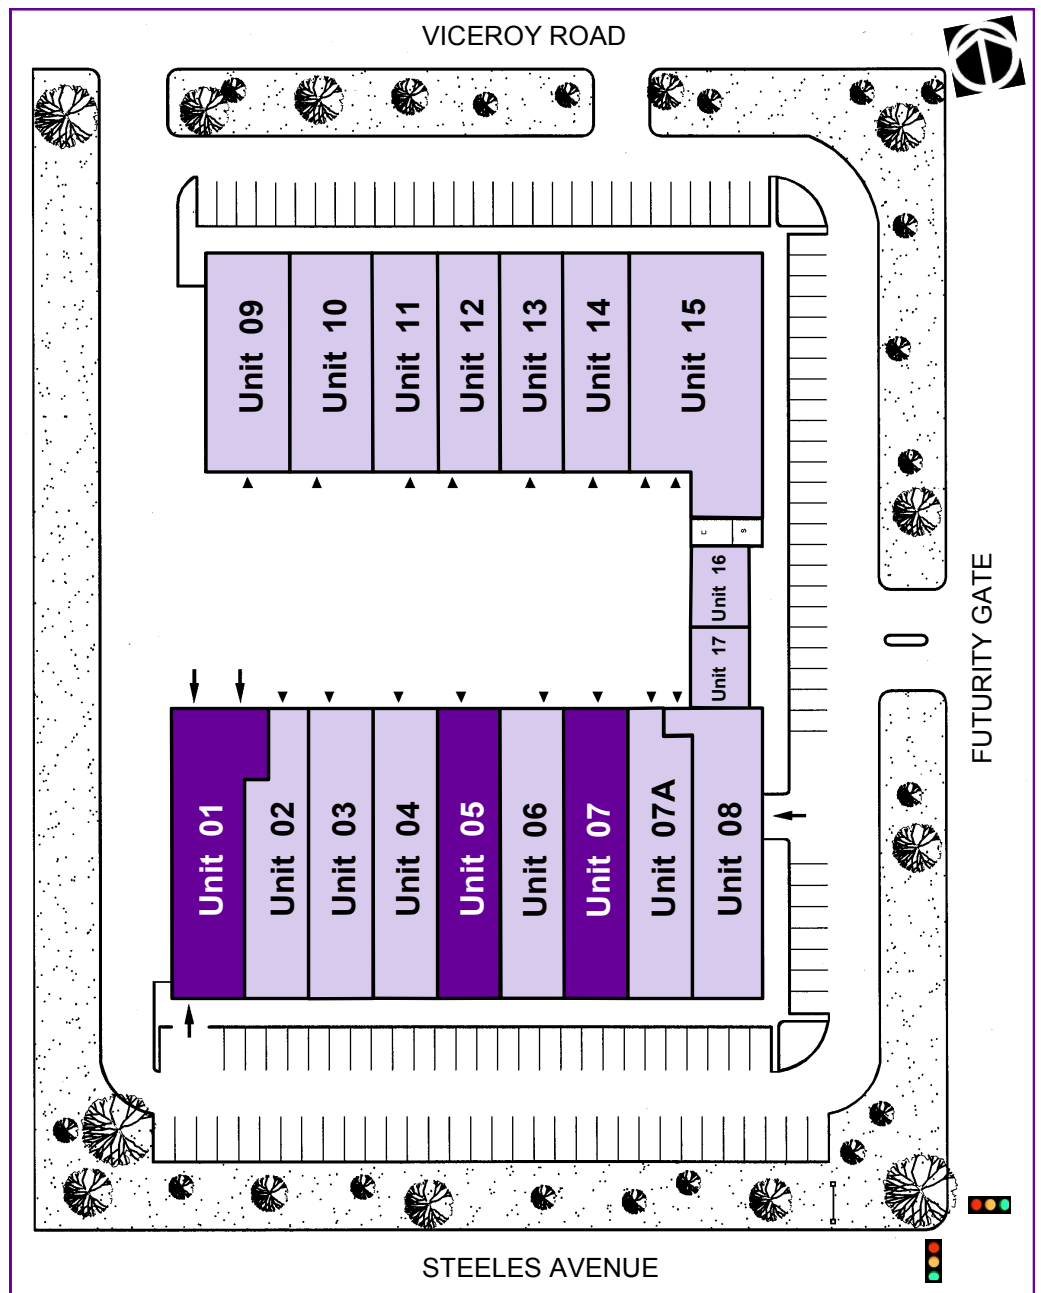 VICEROY ROAD
Unit 09
Unit 10
Unit 11
Unit 12
Unit 13
Unit 14
Unit 15
Unit 16
Unit 17
FUTURITY GATE
Unit 01
Unit 02
Unit 03
Unit 04
Unit 05
Unit 06
Unit 07
Unit 07A
Unit 08
STEELES AVENUE